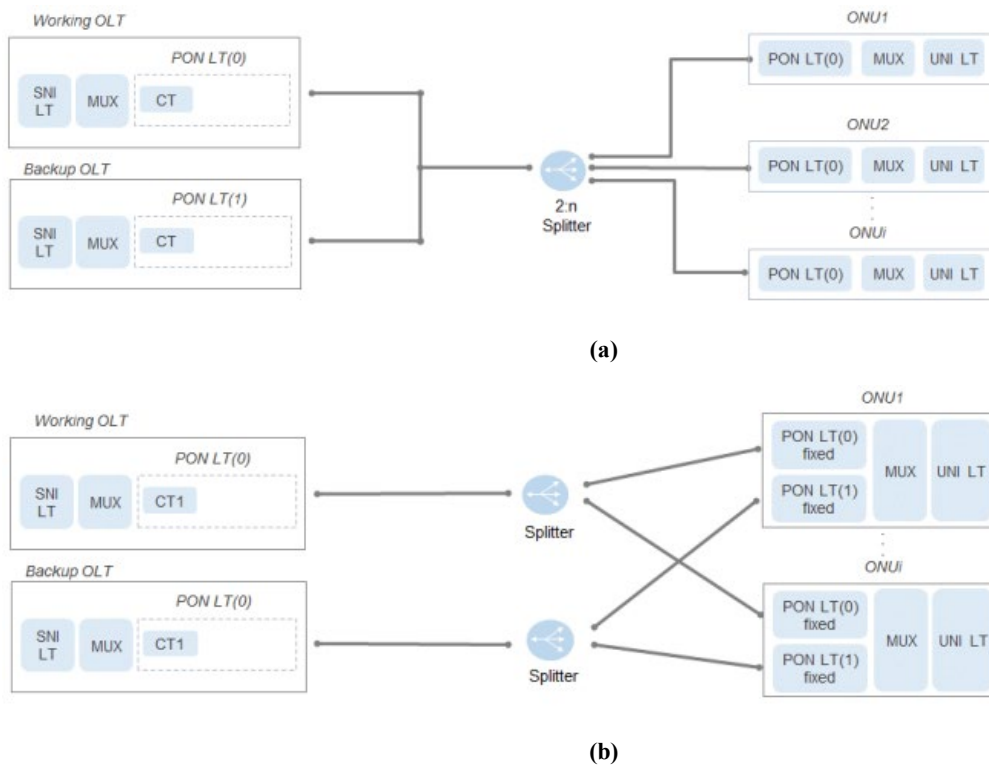 Working OLT
PON LT(0)
SNI
LT
MUX
CT
Backup OLT
PON LT(1)
SNI
LT
MUX
CT
2:n
Splitter
ONU1
PON LT(0)
MUX
UNI LT
ONU2
PON LT(0)
MUX
UNI LT
ONUi
PON LT(0)
MUX
UNI LT
(a)
Working OLT
PON LT(0)
SNI
LT
MUX
CT1
Backup OLT
PON LT(0)
SNI
LT
MUX
CT1
Splitter
Splitter
ONU1
PON LT(0)
fixed
PON LT(1)
fixed
MUX
UNI LT
ONUi
PON LT(0)
fixed
PON LT(1)
fixed
MUX
UNI LT
(b)